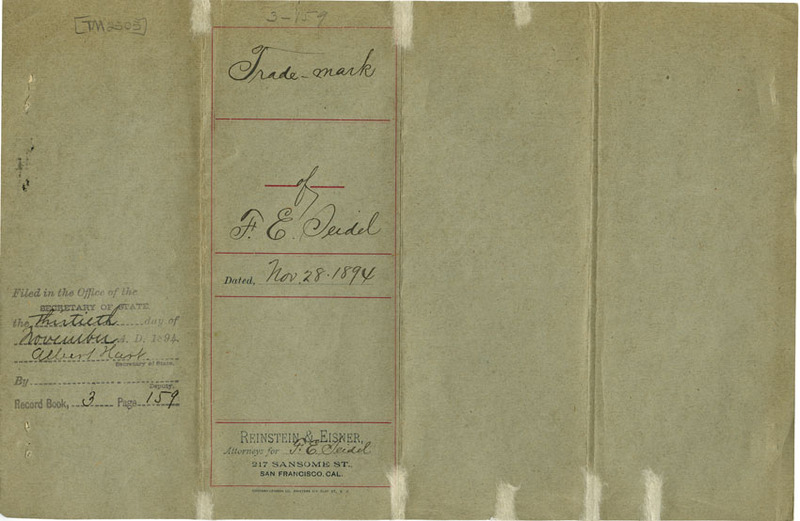 [TM 2505]
3-159
Trade-mark
of
F. E. Seidel
Dated, Nov. 28. 1894
Filed in the Office of the
SECRETARY OF STATE
the Thirtieth day of
November A. D. 1894.
Albert Hart
Secretary of State.
By
Deputy.
Record Book, 3 Page 159
REINSTEIN & EISNER,
Attorneys for F. E. Seidel
217 SANSOME ST.,
SAN FRANCISCO, CAL.